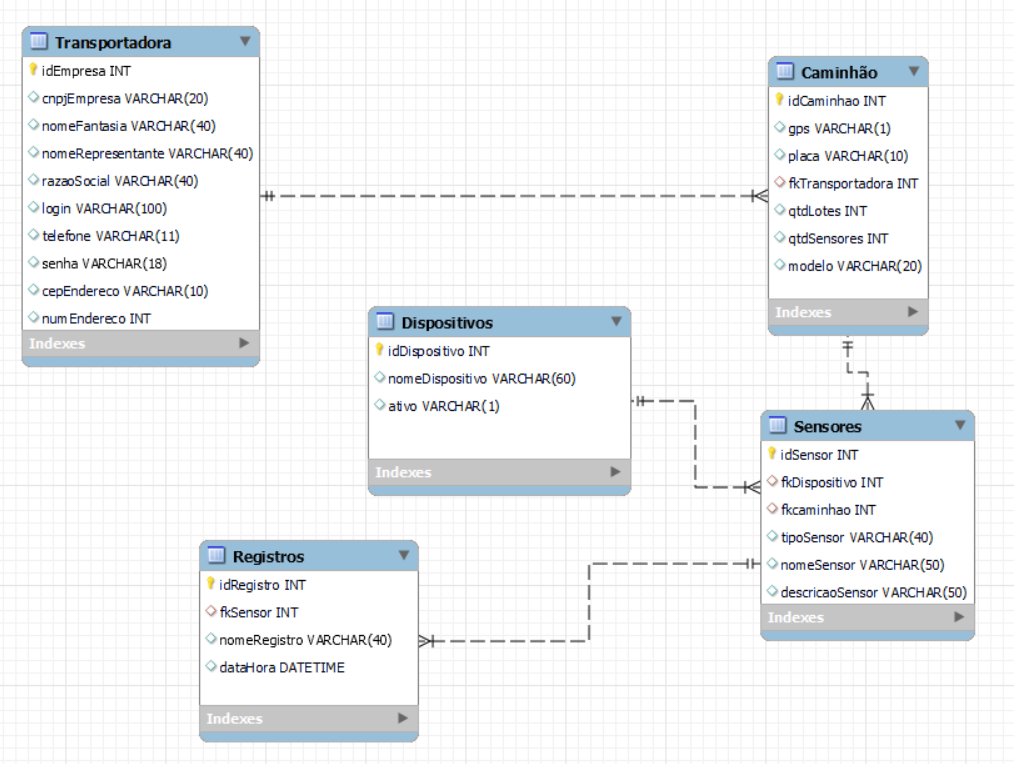 Transportadora
idEmpresa INT
cnpjEmpresa VARCHAR(20)
nomeFantasia VARCHAR(40)
nomeRepresentante VARCHAR(40)
razaoSocial VARCHAR(40)
login VARCHAR(100)
telefone VARCHAR(11)
senha VARCHAR(18)
cepEndereco VARCHAR(10)
numEndereco INT
Indexes
Caminhão
idCaminhao INT
gps VARCHAR(1)
placa VARCHAR(10)
fkTransportadora INT
qtdLotes INT
qtdSensores INT
modelo VARCHAR(20)
Indexes
Dispositivos
idDispositivo INT
nomeDispositivo VARCHAR(60)
ativo VARCHAR(1)
Indexes
Sensores
idSensor INT
fkDispositivo INT
fkcaminhao INT
tipoSensor VARCHAR(40)
nomeSensor VARCHAR(50)
descricaoSensor VARCHAR(50)
Indexes
Registros
idRegistro INT
fkSensor INT
nomeRegistro VARCHAR(40)
dataHora DATETIME
Indexes